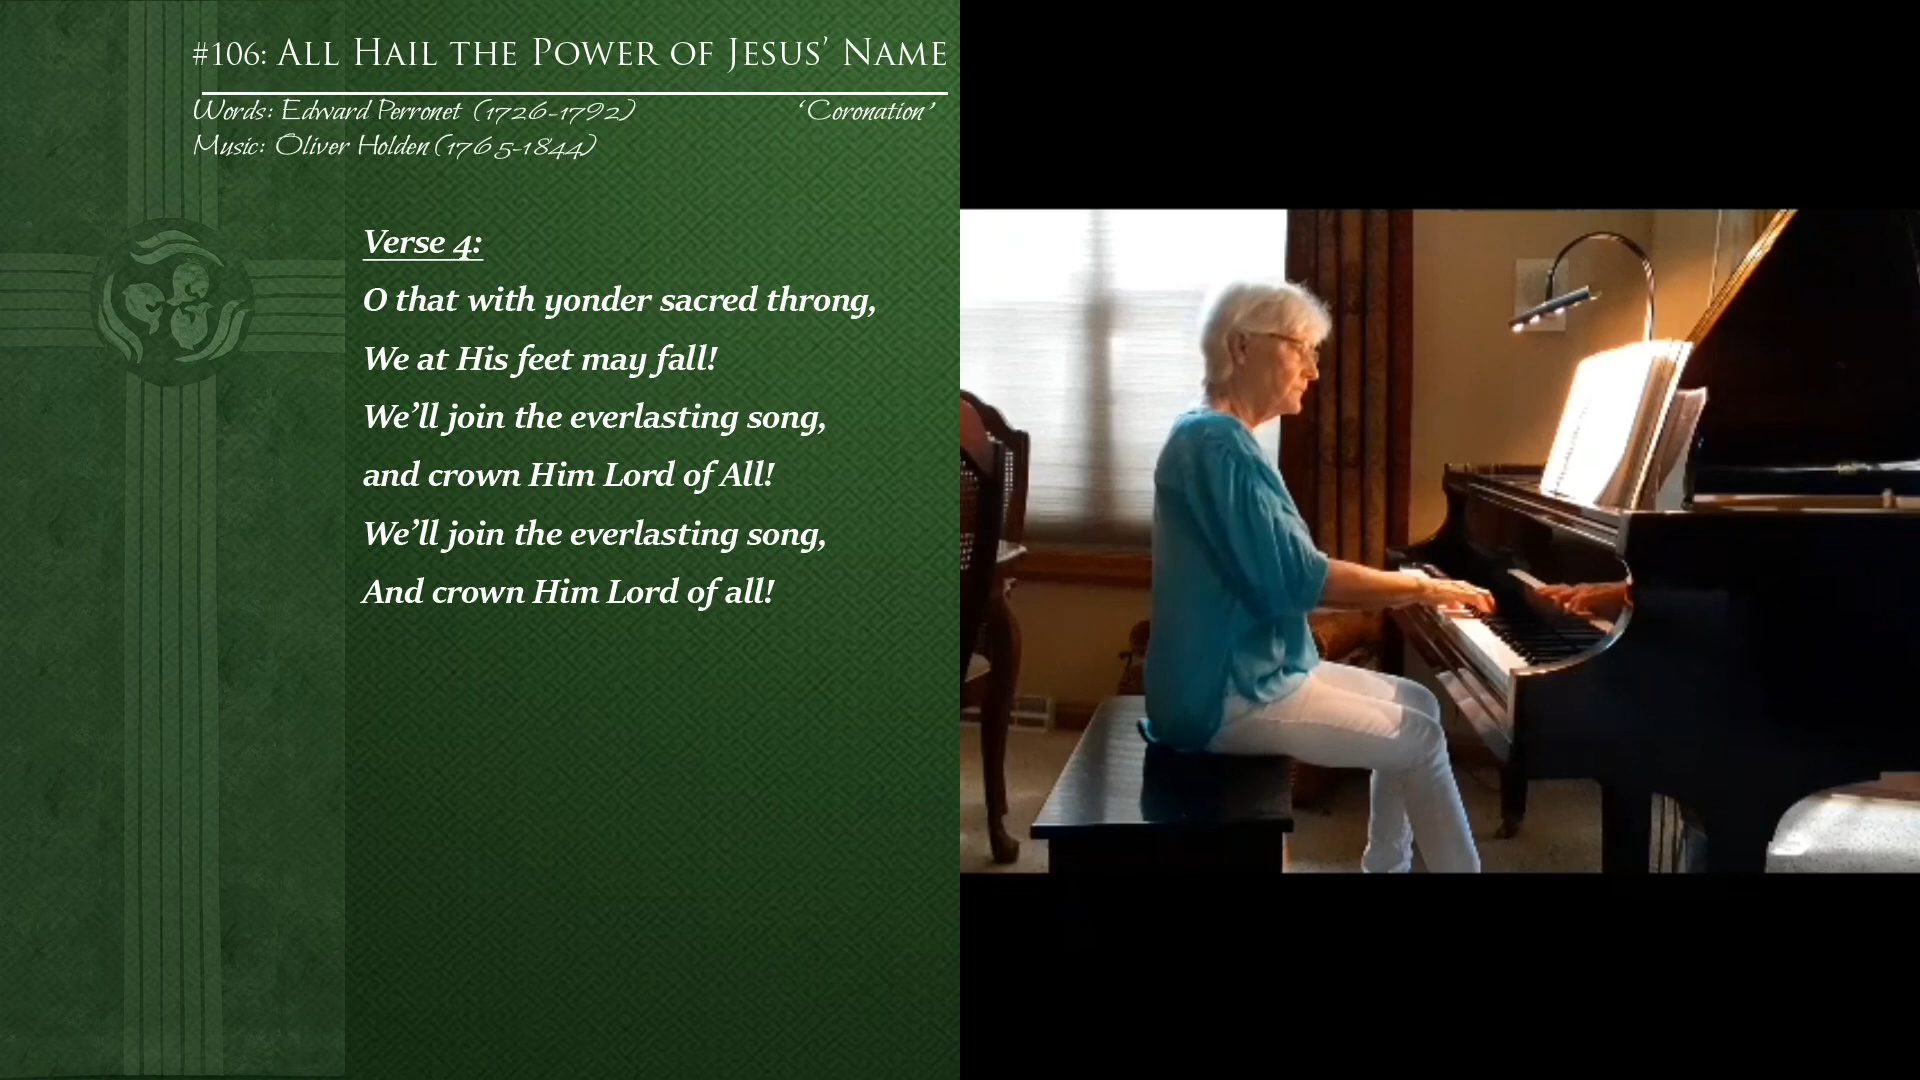 #106: All Hail the Power of Jesus’ Name
Words: Edward Perronet (1726-1792) ‘Coronation’
Music: Oliver Holden (1765-1844)
Verse 4:
O that with yonder sacred throng,
We at His feet may fall!
We’ll join the everlasting song,
and crown Him Lord of All!
We’ll join the everlasting song,
And crown Him Lord of all!